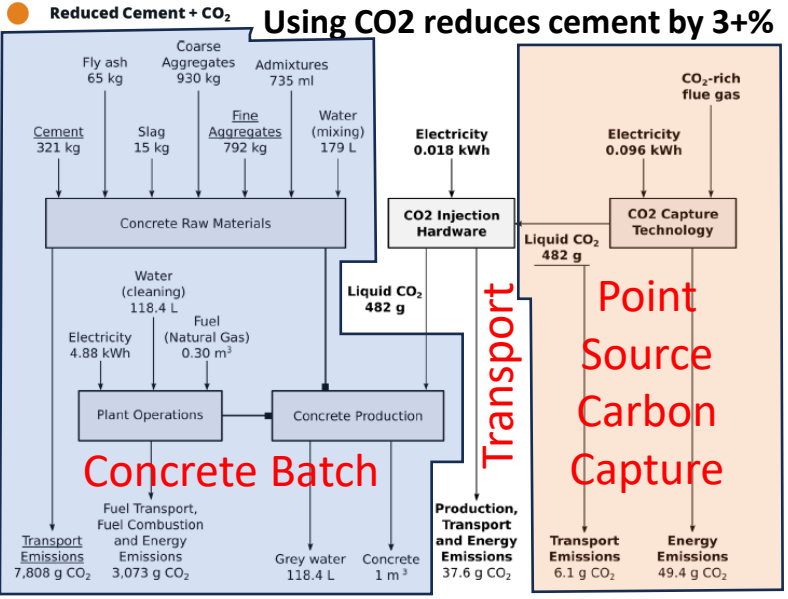 Reduced Cement + CO₂
Using CO2 reduces cement by 3+%
Fly ash
65 kg
Coarse
Aggregates
930 kg
Admixtures
735 ml
Cement
321 kg
Slag
15 kg
Fine
Aggregates
792 kg
Water
(mixing)
179 L
Concrete Raw Materials
Electricity
0.018 kWh
CO2 Injection
Hardware
CO₂-rich
flue gas
Electricity
0.096 kWh
CO2 Capture
Technology
Liquid CO₂
482 g
Liquid CO₂
482 g
Water
(cleaning)
118.4 L
Electricity
4.88 kWh
Fuel
(Natural Gas)
0.30 m³
Plant Operations
Concrete Production
Concrete Batch
Transport
Point
Source
Carbon
Capture
Transport
Emissions
7,808 g CO₂
Fuel Transport,
Fuel Combustion
and Energy
Emissions
3,073 g CO₂
Grey water
118.4 L
Concrete
1 m³
Production,
Transport
and Energy
Emissions
37.6 g CO₂
Transport
Emissions
6.1 g CO₂
Energy
Emissions
49.4 g CO₂